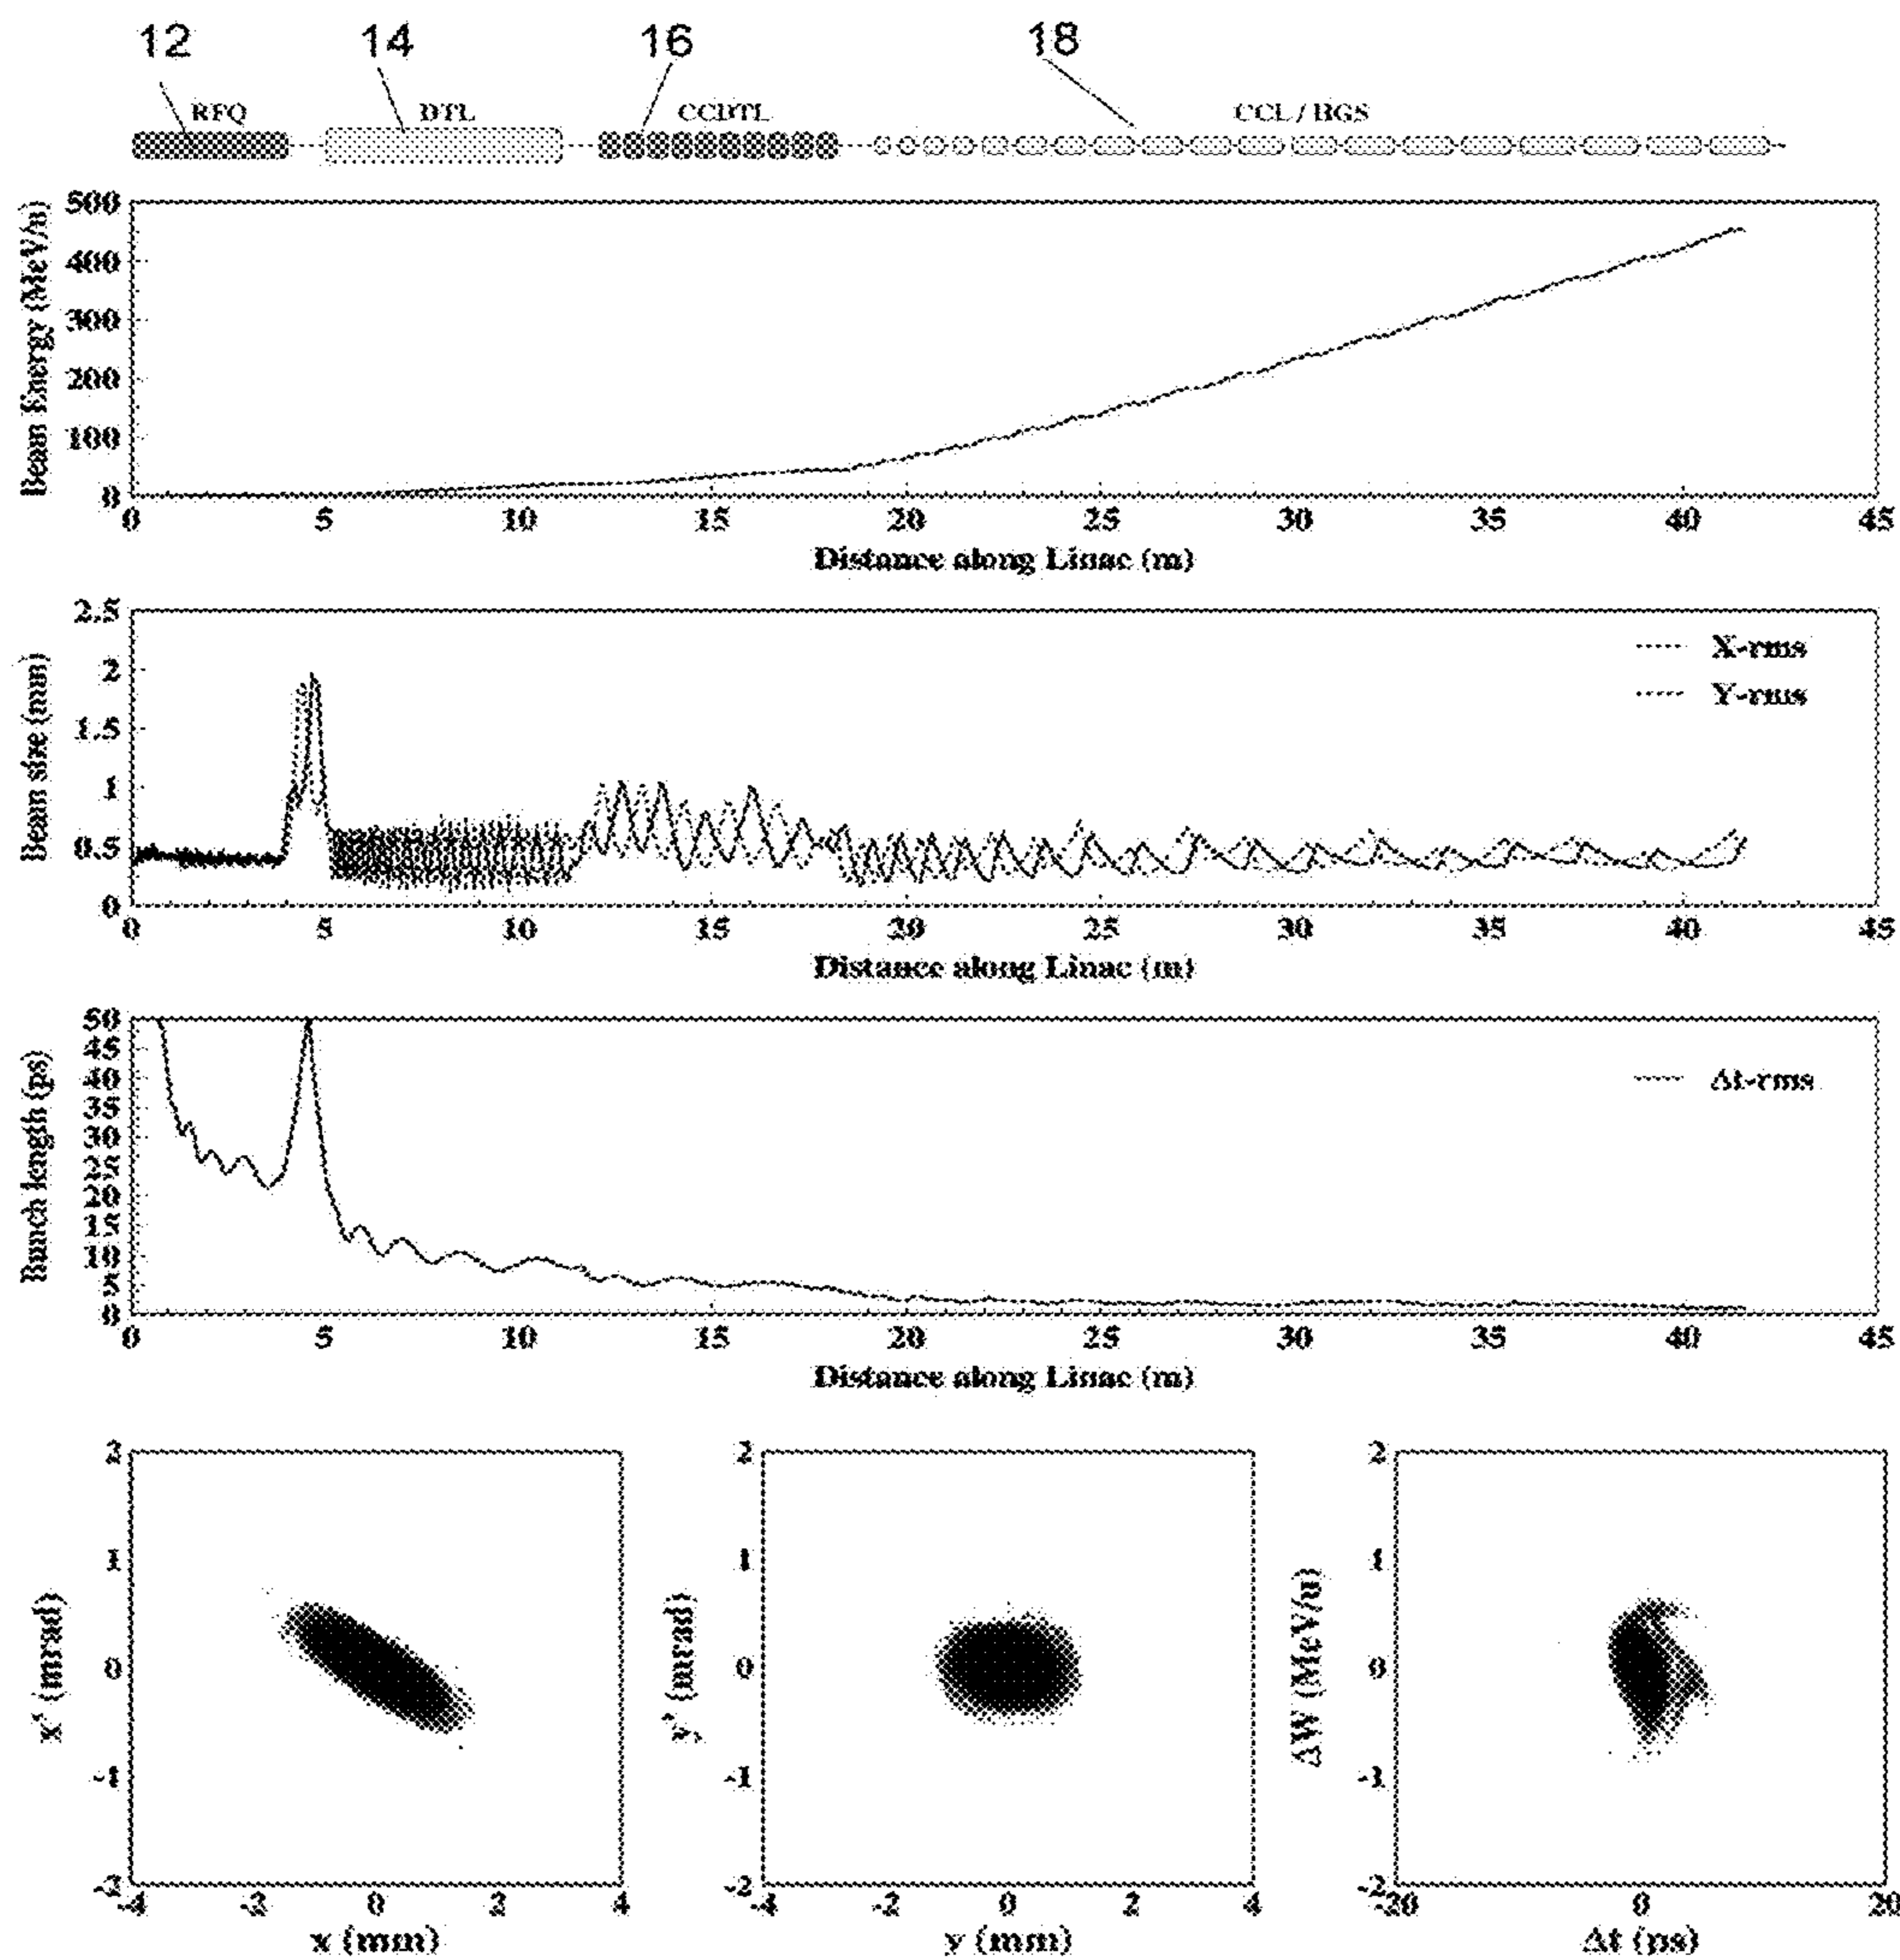 12 14 16 18
RFQ DTL CCDTL CCL / HGS
Beam Energy (MeV/u)
500
400
300
200
100
0
0 5 10 15 20 25 30 35 40 45
Distance along Linac (m)
Beam size (mm)
2.5
2
1.5
1
0.5
0
X-rms
Y-rms
0 5 10 15 20 25 30 35 40 45
Distance along Linac (m)
Bunch length (ps)
50
45
40
35
30
25
20
15
10
5
0
Δt-rms
0 5 10 15 20 25 30 35 40 45
Distance along Linac (m)
x' (mrad)
2
1
0
-1
-2
-4 -2 0 2 4
x (mm)
y' (mrad)
2
1
0
-1
-2
-4 -2 0 2 4
y (mm)
ΔW (MeV/u)
2
1
0
-1
-2
-20 0 20
Δt (ps)